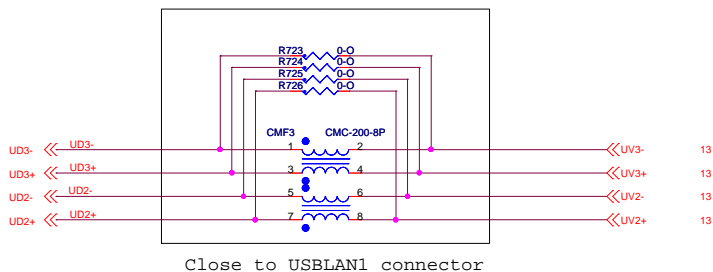 R723 0-O
R724 0-O
R725 0-O
R726 0-O
CMF3 CMC-200-8P
UD3- UD3- 1 2 UV3- 13
UD3+ UD3+ 3 4 UV3+ 13
UD2- UD2- 5 6 UV2- 13
UD2+ UD2+ 7 8 UV2+ 13
Close to USBLAN1 connector